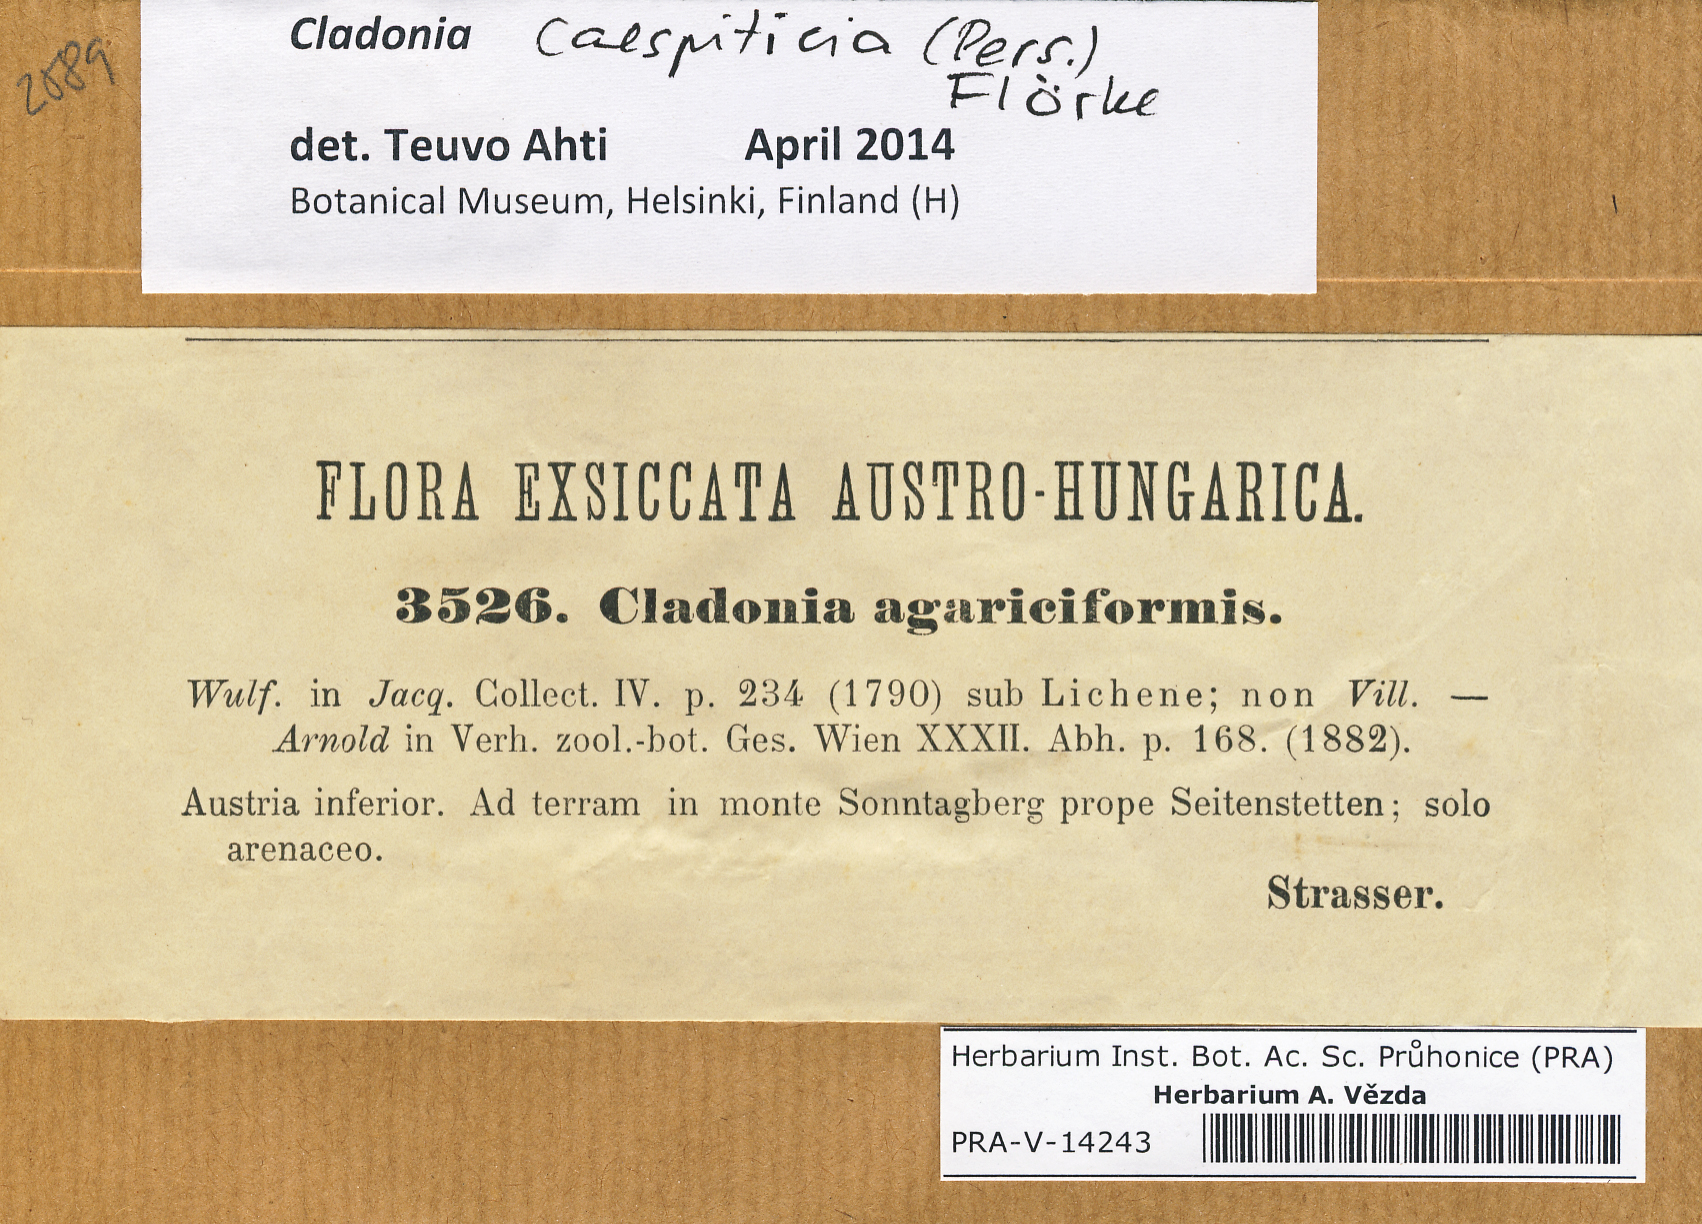 2089
Cladonia caespiticia (Pers.)
Flörke
det. Teuvo Ahti April 2014
Botanical Museum, Helsinki, Finland (H)
FLORA EXSICCATA AUSTRO-HUNGARICA.
3526. Cladonia agariciformis.
Wulf. in Jacq. Collect. IV. p. 234 (1790) sub Lichene; non Vill. —
Arnold in Verh. zool.-bot. Ges. Wien XXXII. Abh. p. 168. (1882).
Austria inferior. Ad terram in monte Sonntagberg prope Seitenstetten; solo
arenaceo.
Strasser.
Herbarium Inst. Bot. Ac. Sc. Průhonice (PRA)
Herbarium A. Vězda
PRA-V-14243